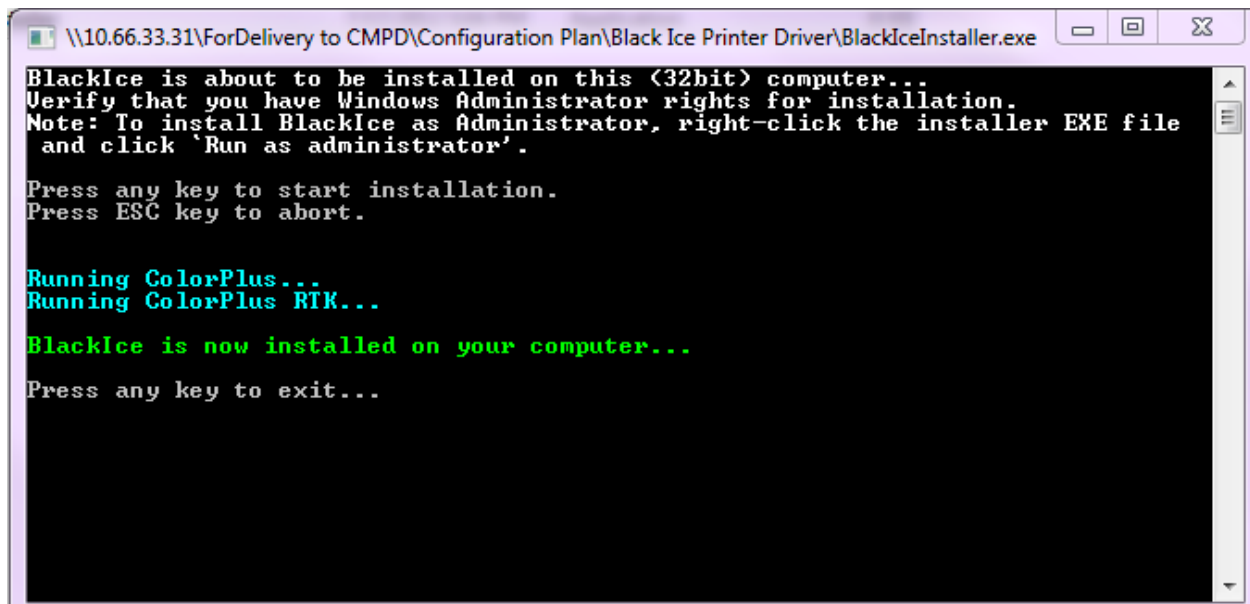 \\10.66.33.31\ForDelivery to CMPD\Configuration Plan\Black Ice Printer Driver\BlackIceInstaller.exe
BlackIce is about to be installed on this (32bit) computer...
Verify that you have Windows Administrator rights for installation.
Note: To install BlackIce as Administrator, right-click the installer EXE file
 and click `Run as administrator'.
Press any key to start installation.
Press ESC key to abort.
Running ColorPlus...
Running ColorPlus RTK...
BlackIce is now installed on your computer...
Press any key to exit...